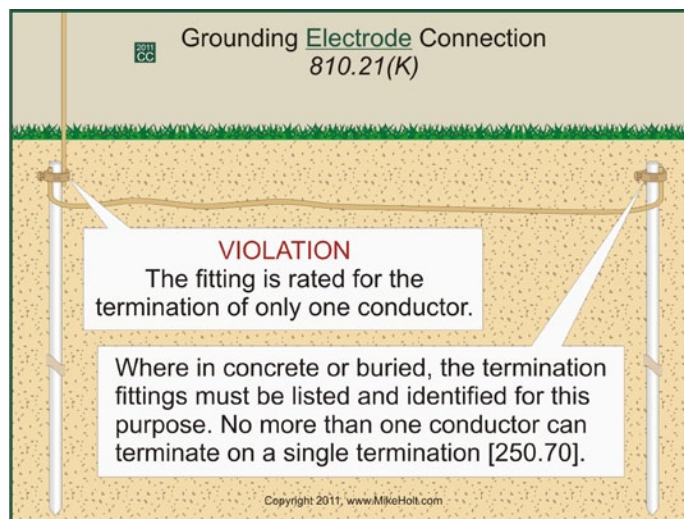 2011
CC
Grounding Electrode Connection
810.21(K)
VIOLATION
The fitting is rated for the
termination of only one conductor.
Where in concrete or buried, the termination
fittings must be listed and identified for this
purpose. No more than one conductor can
terminate on a single termination [250.70].
Copyright 2011, www.MikeHolt.com